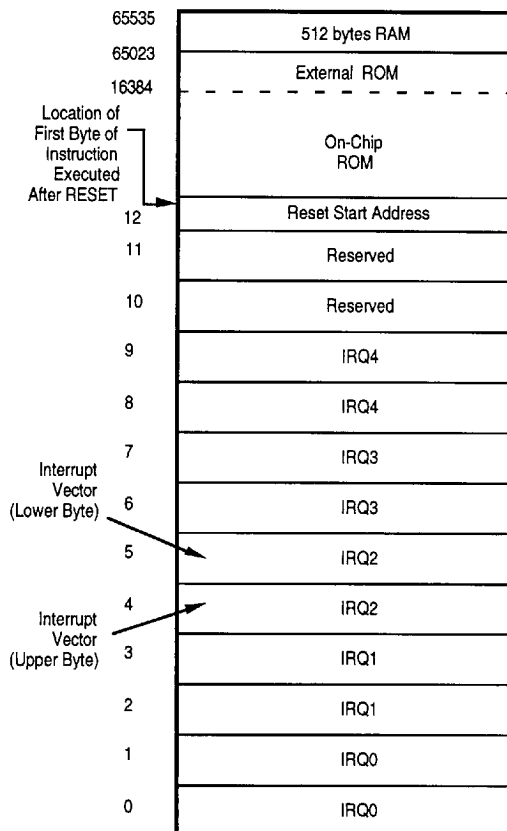 65535
512 bytes RAM
65023
External ROM
16384
Location of
First Byte of
Instruction
Executed
After RESET
On-Chip
ROM
12
Reset Start Address
11
Reserved
10
Reserved
9
IRQ4
8
IRQ4
7
IRQ3
Interrupt
Vector
(Lower Byte)
6
IRQ3
5
IRQ2
4
IRQ2
Interrupt
Vector
(Upper Byte)
3
IRQ1
2
IRQ1
1
IRQ0
0
IRQ0